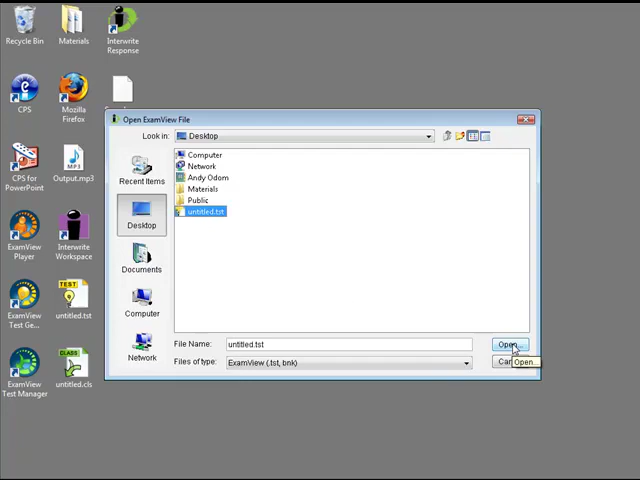 Recycle Bin
Materials
Interwrite
Response
CPS
Mozilla
Firefox
Open ExamView File
Look in:
Desktop
Computer
Network
Andy Odom
Materials
Public
untitled.tst
Recent Items
Desktop
Documents
Computer
Network
File Name:
untitled.tst
Open...
Files of type:
ExamView (.tst, bnk)
Open...
CPS for
PowerPoint
MP3
Output.mp3
ExamView
Player
Interwrite
Workspace
TEST
ExamView
Test Ge...
untitled.tst
CLASS
ExamView
Test Manager
untitled.cls